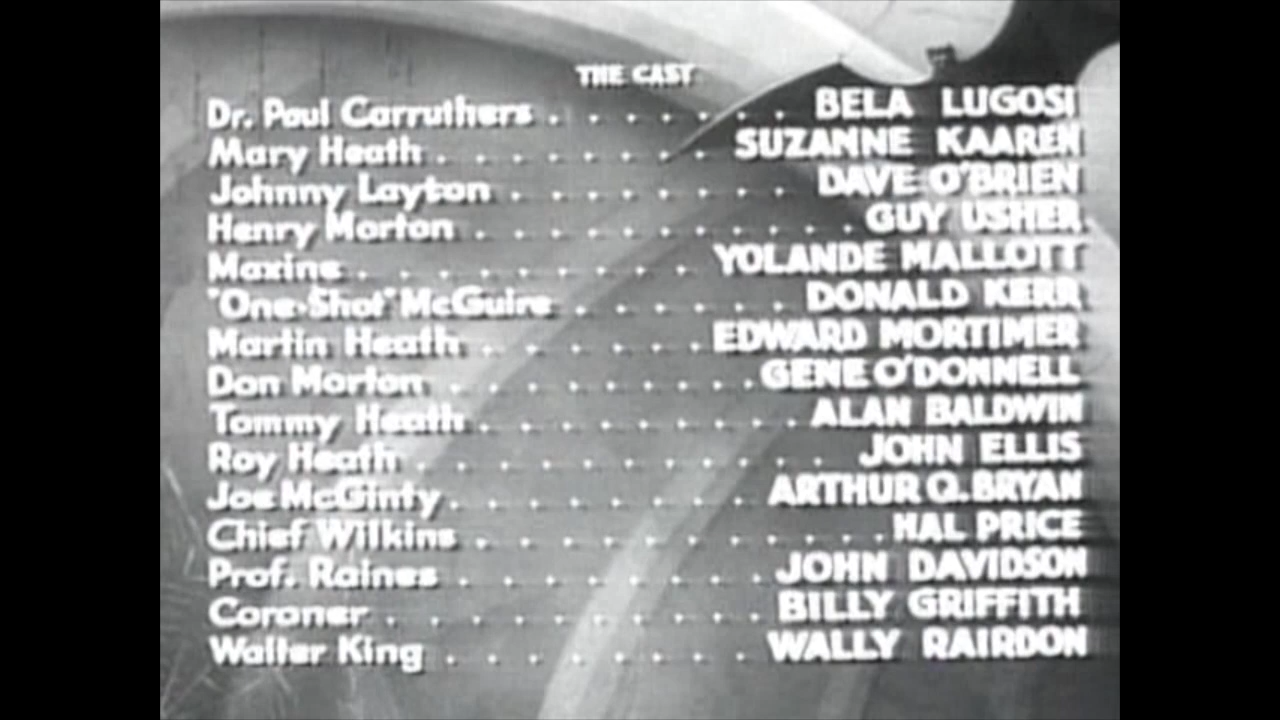 THE CAST
Dr. Paul Carruthers . . . . . . . BELA LUGOSI
Mary Heath . . . . . . . . . SUZANNE KAAREN
Johnny Layton . . . . . . . . DAVE O'BRIEN
Henry Morton . . . . . . . . . . . GUY USHER
Maxine . . . . . . . . . YOLANDE MALLOTT
"One-Shot" McGuire . . . . . . DONALD KERR
Martin Heath . . . . . . EDWARD MORTIMER
Don Morton . . . . . . . . . GENE O'DONNELL
Tommy Heath . . . . . . . . . ALAN BALDWIN
Roy Heath . . . . . . . . . . . JOHN ELLIS
Joe McGinty . . . . . . . . ARTHUR Q. BRYAN
Chief Wilkins . . . . . . . . . . . HAL PRICE
Prof. Raines . . . . . . . . JOHN DAVIDSON
Coroner . . . . . . . . . . BILLY GRIFFITH
Walter King . . . . . . . . WALLY RAIRDON